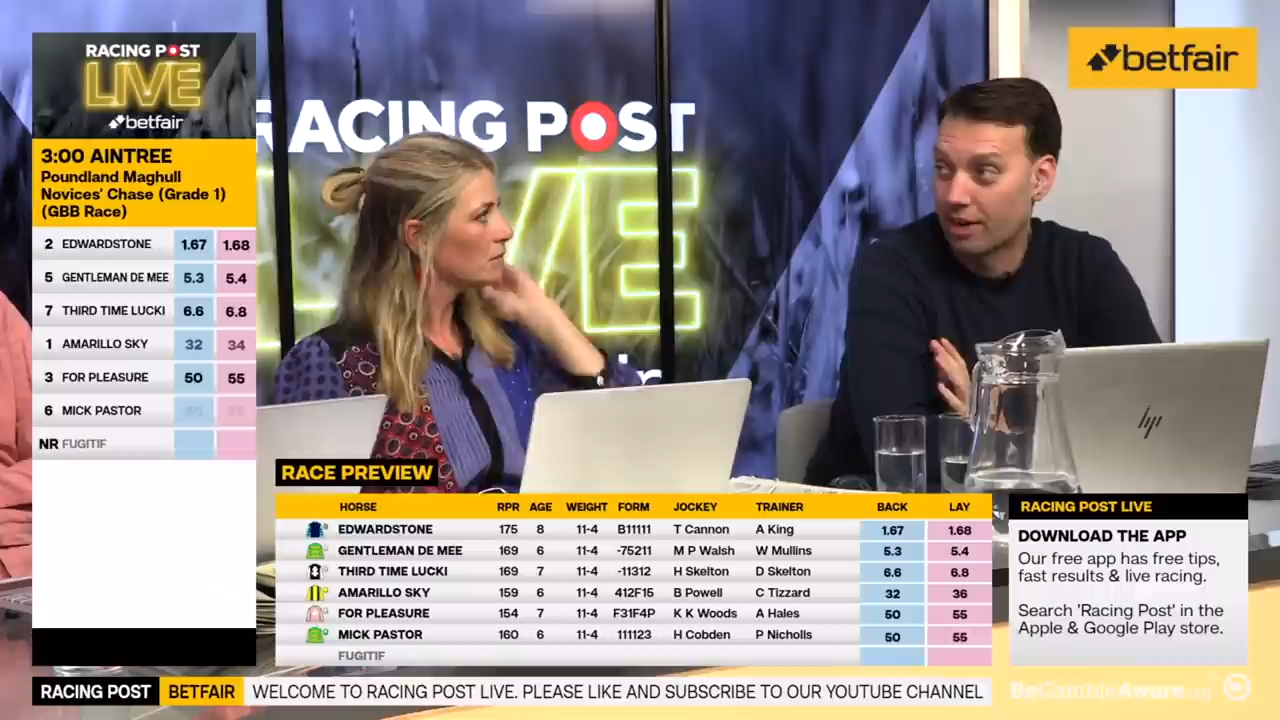 RACING POST
LIVE
betfair
3:00 AINTREE
Poundland Maghull
Novices' Chase (Grade 1)
(GBB Race)
2 EDWARDSTONE 1.67 1.68
5 GENTLEMAN DE MEE 5.3 5.4
7 THIRD TIME LUCKI 6.6 6.8
1 AMARILLO SKY 32 34
3 FOR PLEASURE 50 55
6 MICK PASTOR
NR FUGITIF
RACING POST
LIVE
betfair
hp
RACE PREVIEW
HORSE RPR AGE WEIGHT FORM JOCKEY TRAINER BACK LAY
EDWARDSTONE 175 8 11-4 B11111 T Cannon A King 1.67 1.68
GENTLEMAN DE MEE 169 6 11-4 -75211 M P Walsh W Mullins 5.3 5.4
THIRD TIME LUCKI 169 7 11-4 -11312 H Skelton D Skelton 6.6 6.8
AMARILLO SKY 159 6 11-4 412F15 B Powell C Tizzard 32 36
FOR PLEASURE 154 7 11-4 F31F4P K K Woods A Hales 50 55
MICK PASTOR 160 6 11-4 111123 H Cobden P Nicholls 50 55
FUGITIF
RACING POST LIVE
DOWNLOAD THE APP
Our free app has free tips,
fast results & live racing.
Search 'Racing Post' in the
Apple & Google Play store.
RACING POST BETFAIR WELCOME TO RACING POST LIVE. PLEASE LIKE AND SUBSCRIBE TO OUR YOUTUBE CHANNEL
BeGambleAware.org